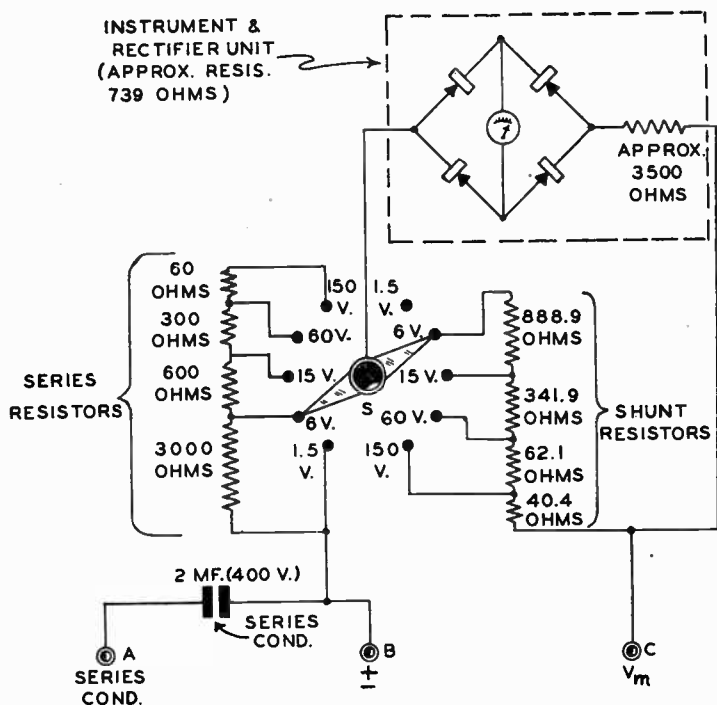 INSTRUMENT &
RECTIFIER UNIT
(APPROX. RESIS.
739 OHMS)
APPROX.
3500
OHMS
60
OHMS
300
OHMS
600
OHMS
3000
OHMS
SERIES
RESISTORS
150
V.
60V.
15 V.
6 V.
1.5
V.
1.5
V.
6 V.
15 V.
60 V.
150
V.
S
888.9
OHMS
341.9
OHMS
62.1
OHMS
40.4
OHMS
SHUNT
RESISTORS
2 MF.(400 V.)
SERIES
COND.
A
SERIES
COND.
B
±
C
Vm